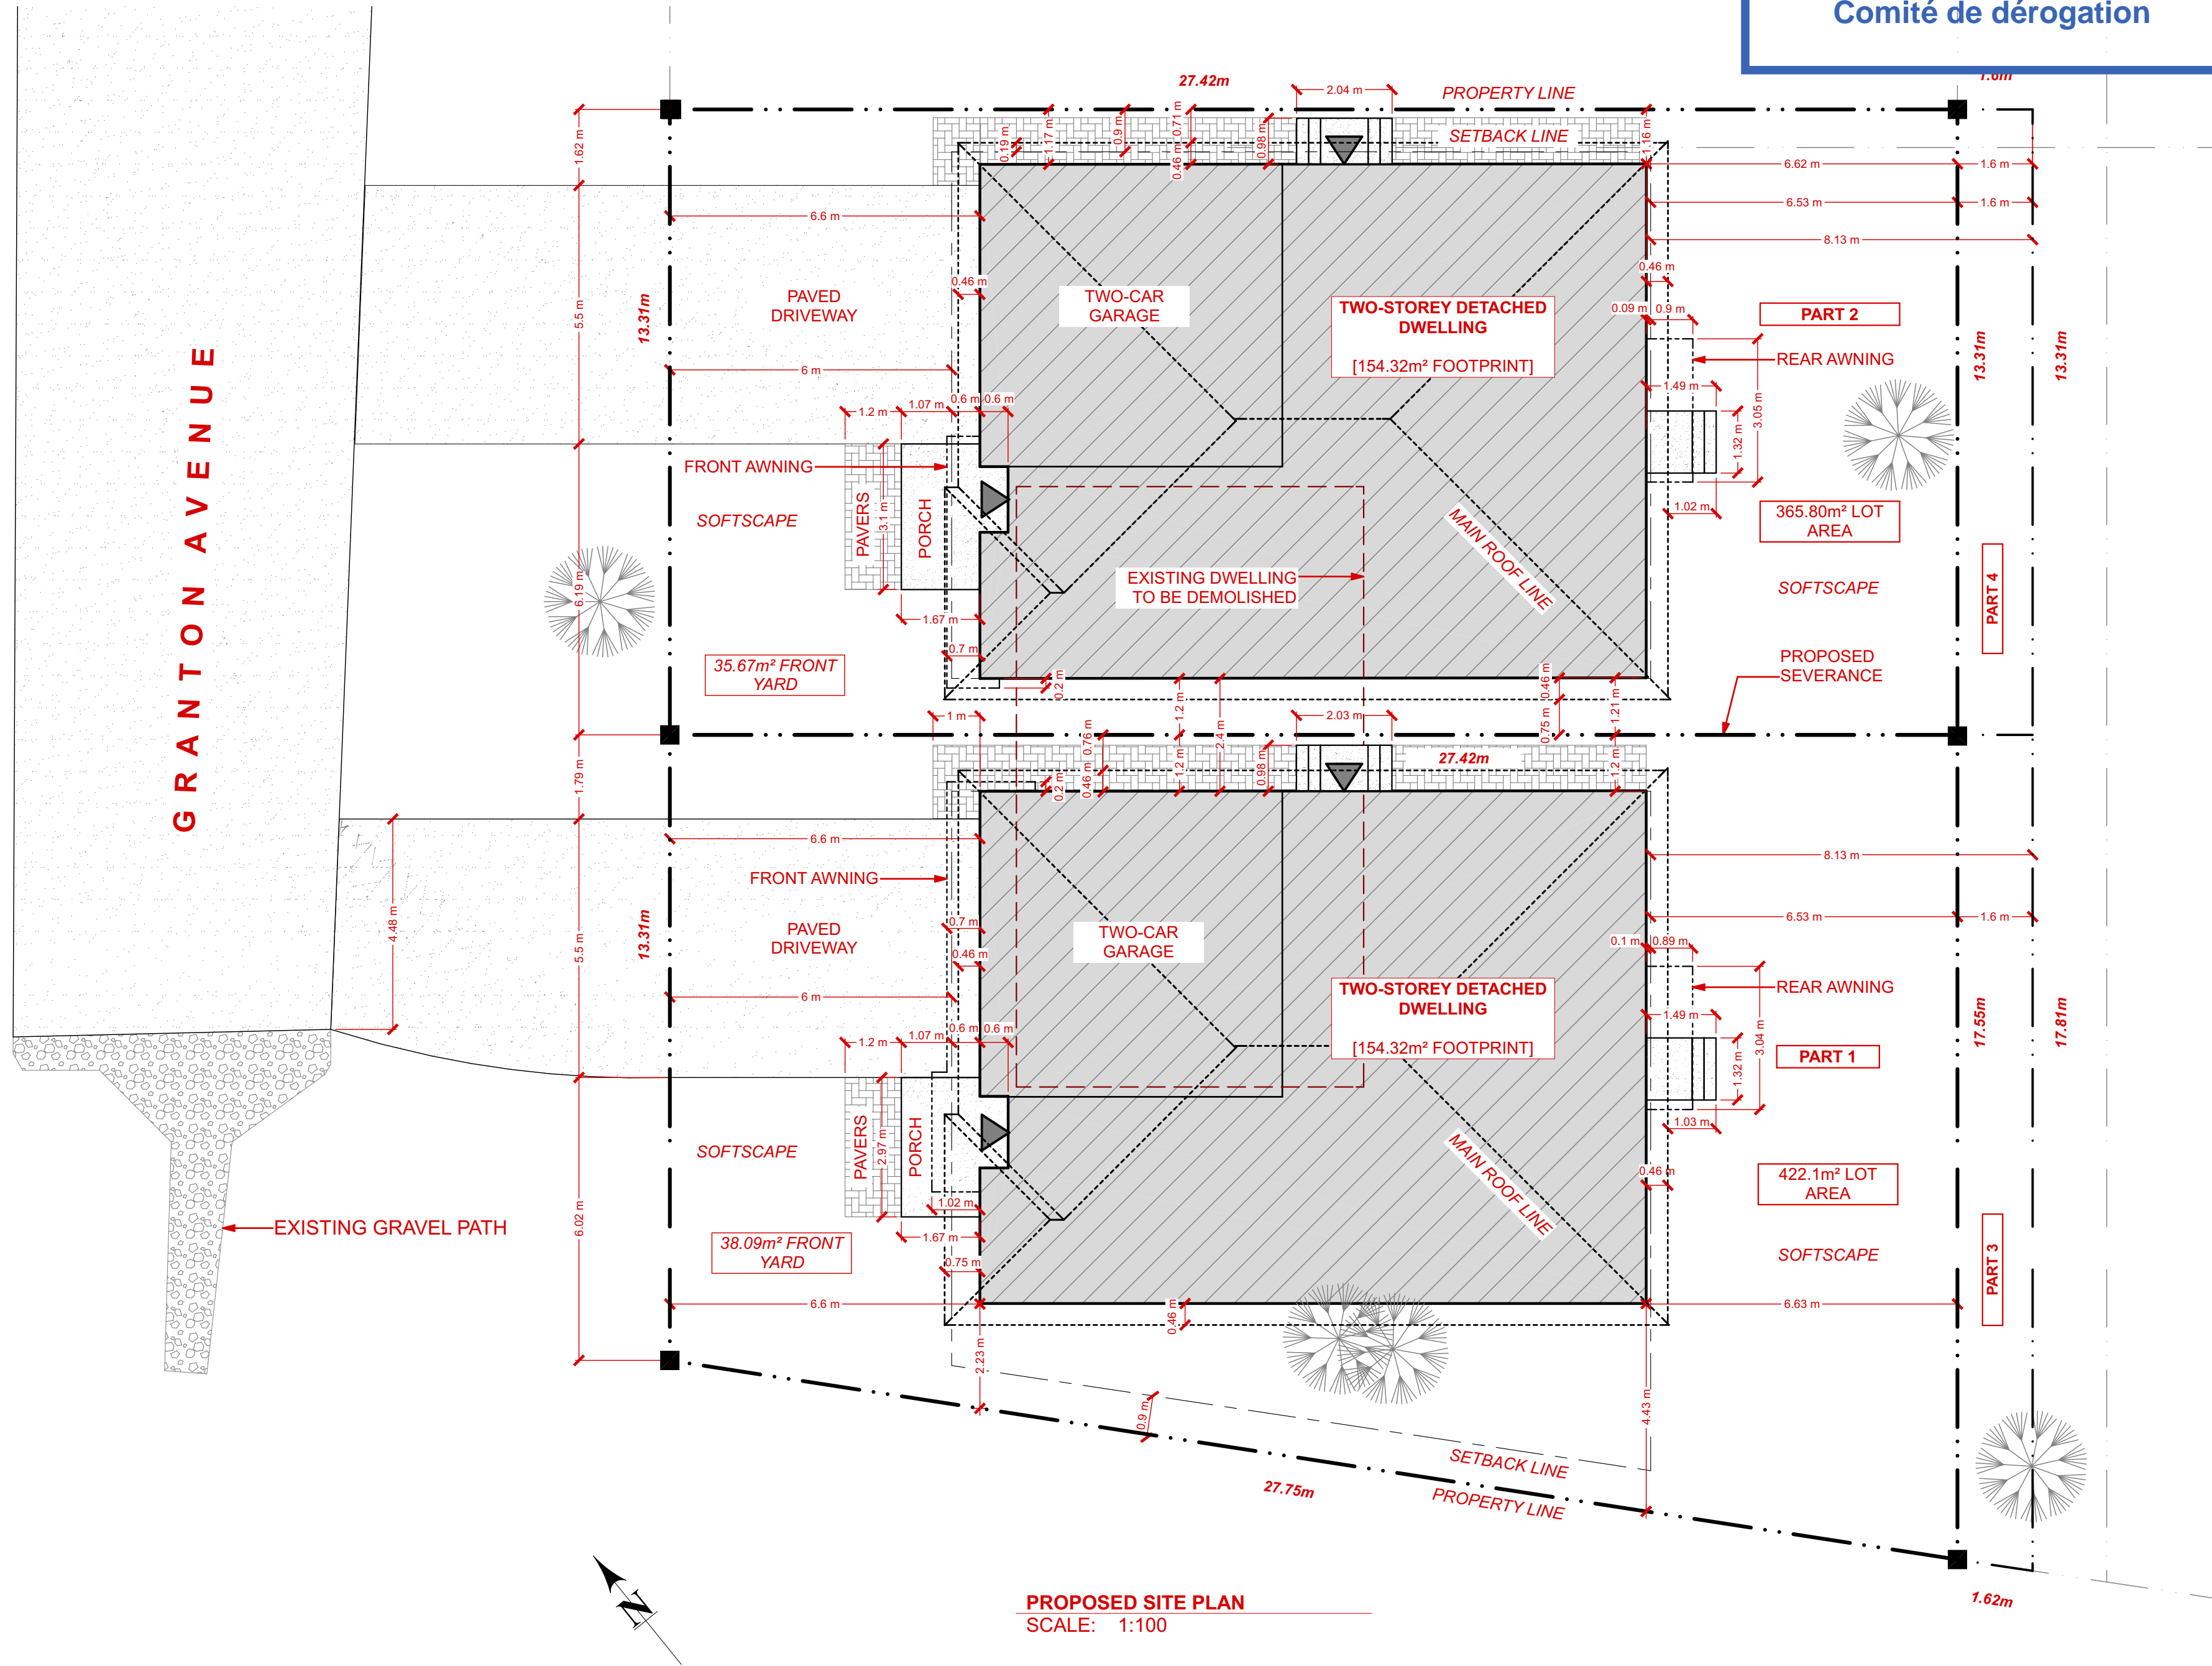 Comité de dérogation
27.42m
2.04 m
PROPERTY LINE
1.6m
SETBACK LINE
1.62 m
0.19 m
1.17 m
0.9 m
0.71 m
0.46 m
0.98 m
1.16 m
6.62 m
1.6 m
6.6 m
6.53 m
1.6 m
8.13 m
5.5 m
13.31m
PAVED
DRIVEWAY
0.46 m
TWO-CAR
GARAGE
TWO-STOREY DETACHED
DWELLING
[154.32m² FOOTPRINT]
0.46 m
0.09 m
0.9 m
PART 2
13.31m
13.31m
REAR AWNING
6 m
1.2 m
1.07 m
0.6 m
0.6 m
1.49 m
3.05 m
1.32 m
FRONT AWNING
GRANTON AVENUE
SOFTSCAPE
PAVERS
3.1 m
PORCH
MAIN ROOF LINE
1.02 m
365.80m² LOT
AREA
6.19 m
EXISTING DWELLING
TO BE DEMOLISHED
SOFTSCAPE
PART 4
1.67 m
0.7 m
35.67m² FRONT
YARD
0.2 m
PROPOSED
SEVERANCE
0.46 m
0.75 m
1.21 m
1 m
1.2 m
2.4 m
2.03 m
0.76 m
1.79 m
0.2 m
0.46 m
1.2 m
0.98 m
27.42m
1.2 m
6.6 m
8.13 m
FRONT AWNING
4.48 m
5.5 m
13.31m
PAVED
DRIVEWAY
0.7 m
0.46 m
TWO-CAR
GARAGE
6.53 m
1.6 m
0.1 m
0.89 m
TWO-STOREY DETACHED
DWELLING
[154.32m² FOOTPRINT]
REAR AWNING
6 m
1.2 m
1.07 m
0.6 m
0.6 m
1.49 m
3.04 m
1.32 m
17.55m
17.81m
PART 1
SOFTSCAPE
PAVERS
2.97 m
PORCH
MAIN ROOF LINE
1.03 m
0.46 m
422.1m² LOT
AREA
1.02 m
1.67 m
EXISTING GRAVEL PATH
6.02 m
38.09m² FRONT
YARD
0.75 m
SOFTSCAPE
PART 3
6.6 m
0.46 m
6.63 m
2.23 m
4.43 m
0.9 m
SETBACK LINE
27.75m
PROPERTY LINE
1.62m
N
PROPOSED SITE PLAN
SCALE: 1:100